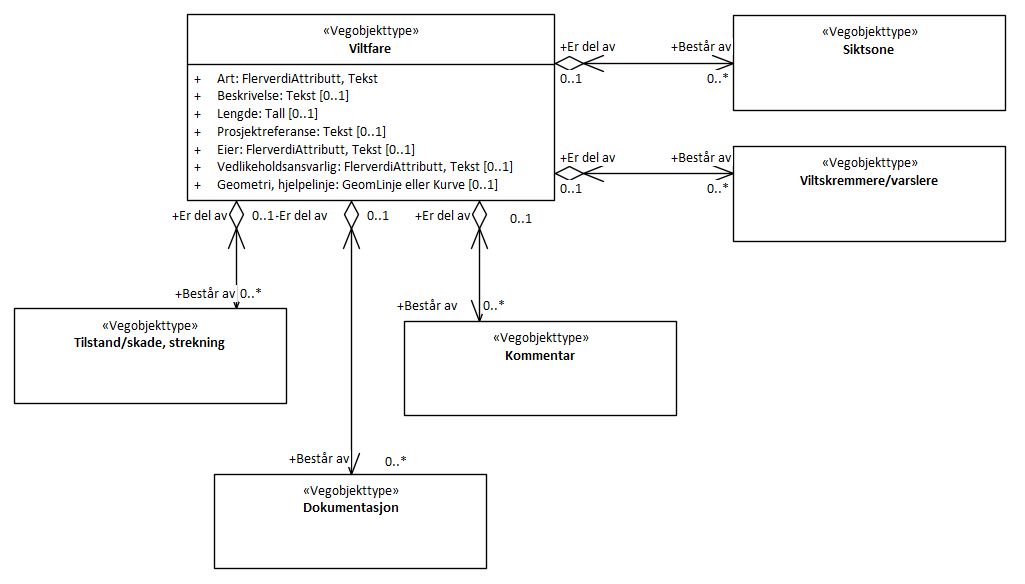 «Vegobjekttype»
Viltfare
+ Art: FlerverdiAttributt, Tekst
+ Beskrivelse: Tekst [0..1]
+ Lengde: Tall [0..1]
+ Prosjektreferanse: Tekst [0..1]
+ Eier: FlerverdiAttributt, Tekst [0..1]
+ Vedlikeholdsansvarlig: FlerverdiAttributt, Tekst [0..1]
+ Geometri, hjelpelinje: GeomLinje eller Kurve [0..1]
+Er del av
+Består av
0..1
0..*
«Vegobjekttype»
Siktsone
+Er del av
+Består av
0..1
0..*
«Vegobjekttype»
Viltskremmere/varslere
+Er del av 0..1
-Er del av 0..1
+Er del av 0..1
+Består av 0..*
«Vegobjekttype»
Tilstand/skade, strekning
+Består av 0..*
«Vegobjekttype»
Kommentar
+Består av 0..*
«Vegobjekttype»
Dokumentasjon